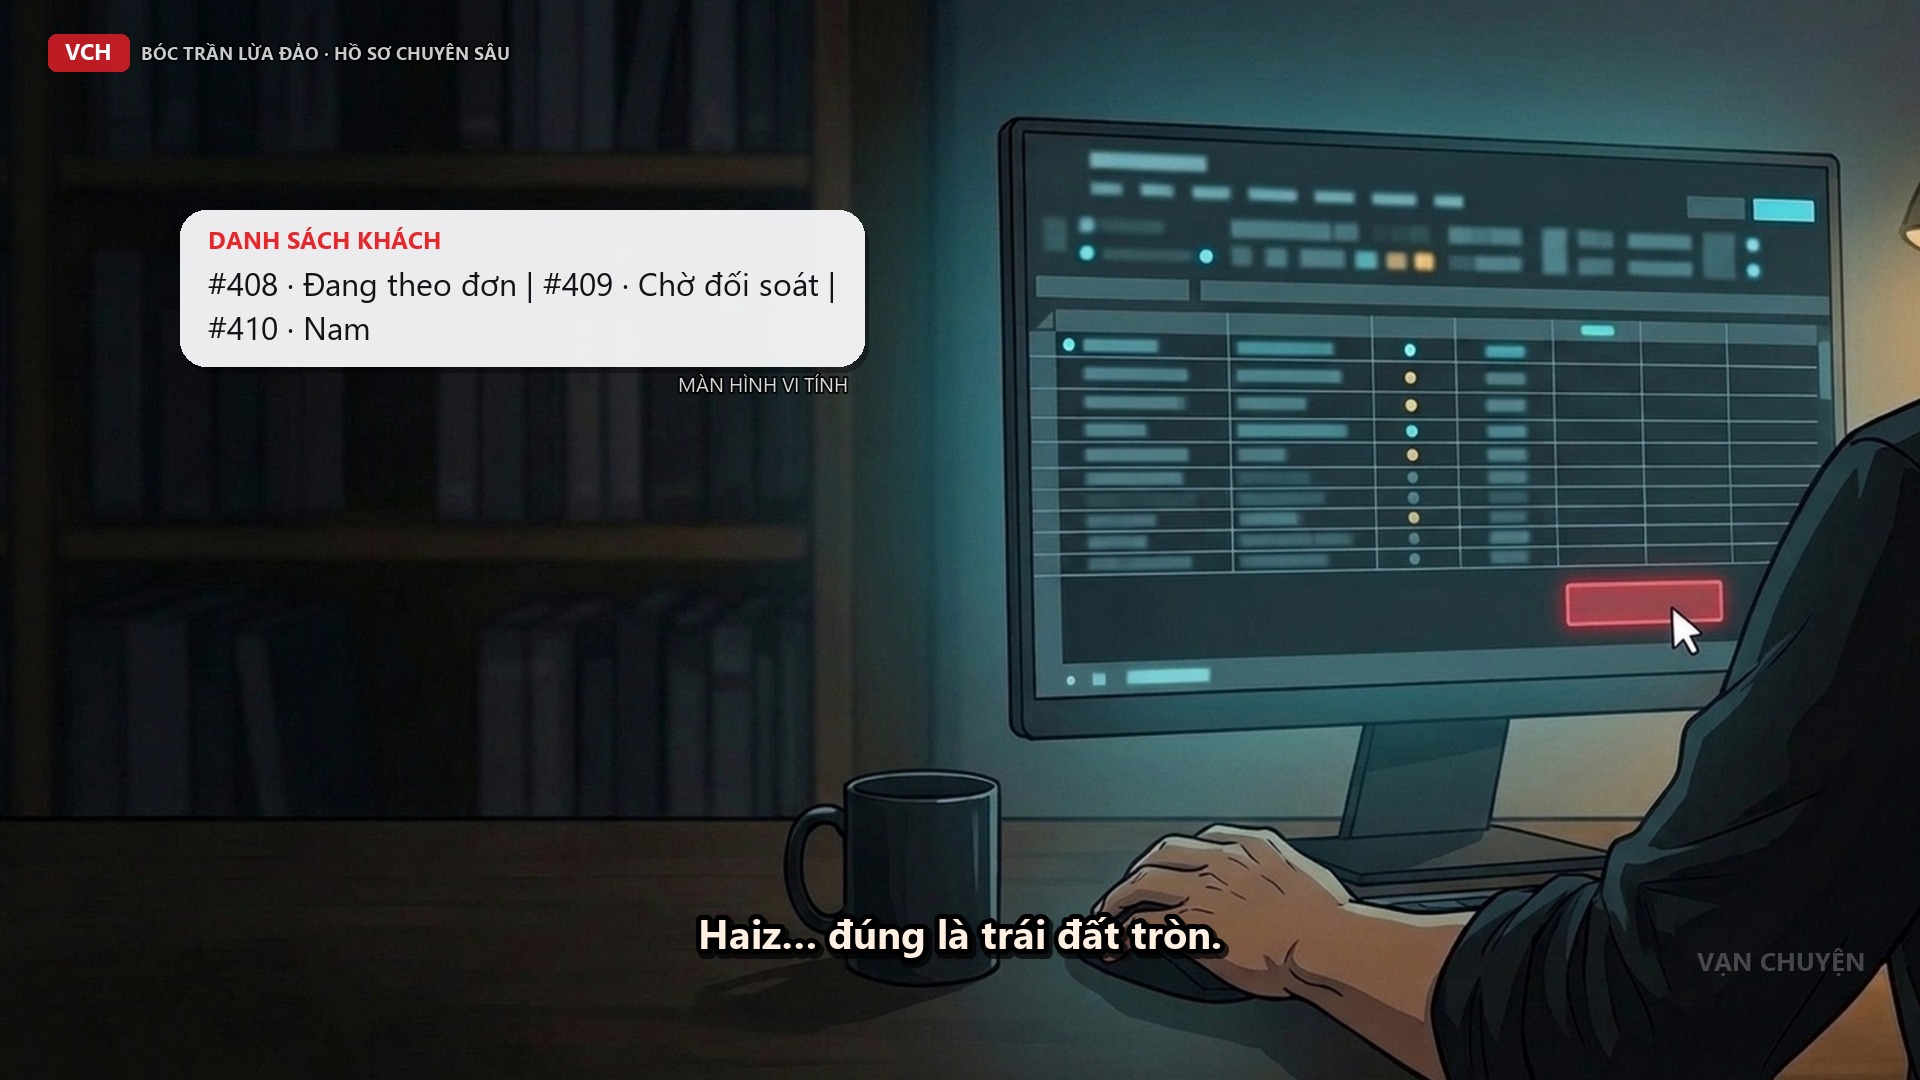 VCH BÓC TRẦN LỪA ĐẢO · HỒ SƠ CHUYÊN SÂU
DANH SÁCH KHÁCH
#408 · Đang theo đơn | #409 · Chờ đối soát |
#410 · Nam
MÀN HÌNH VI TÍNH
Haiz... đúng là trái đất tròn.
VẠN CHUYỆN